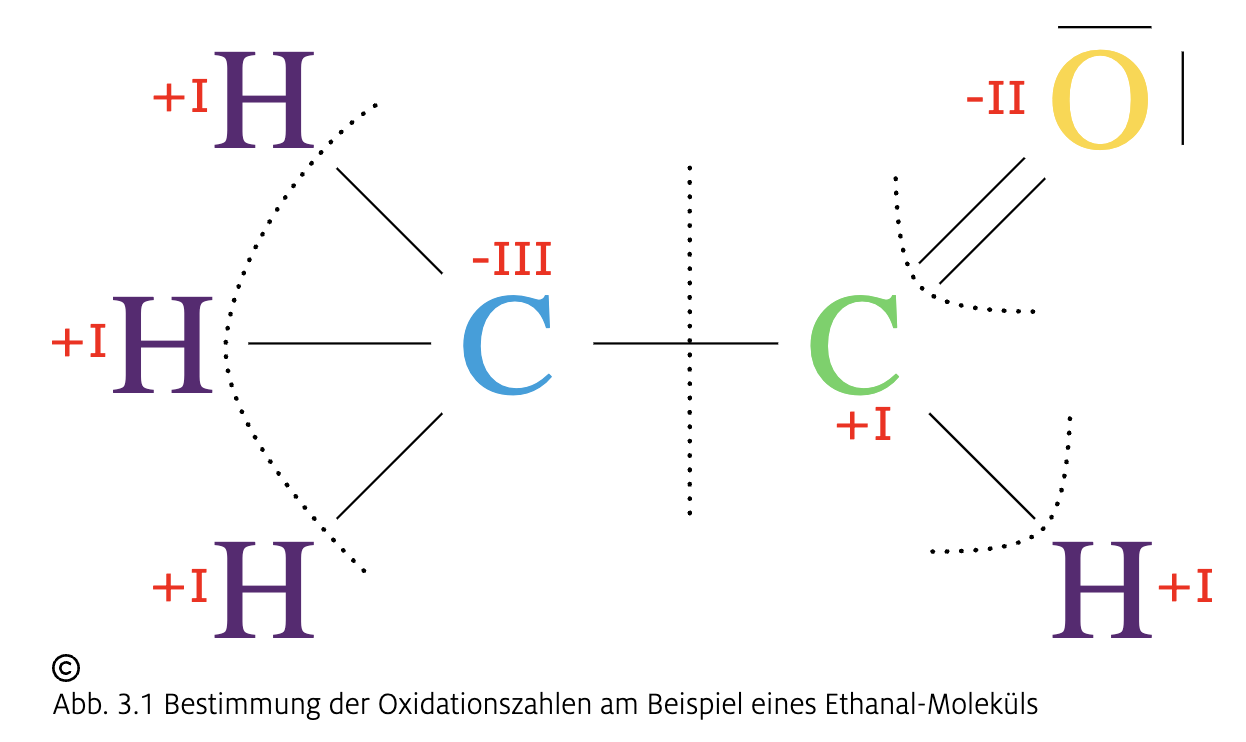 +I H
-II O
-III
+I H C C
+I
+I H H +I
©
Abb. 3.1 Bestimmung der Oxidationszahlen am Beispiel eines Ethanal-Moleküls